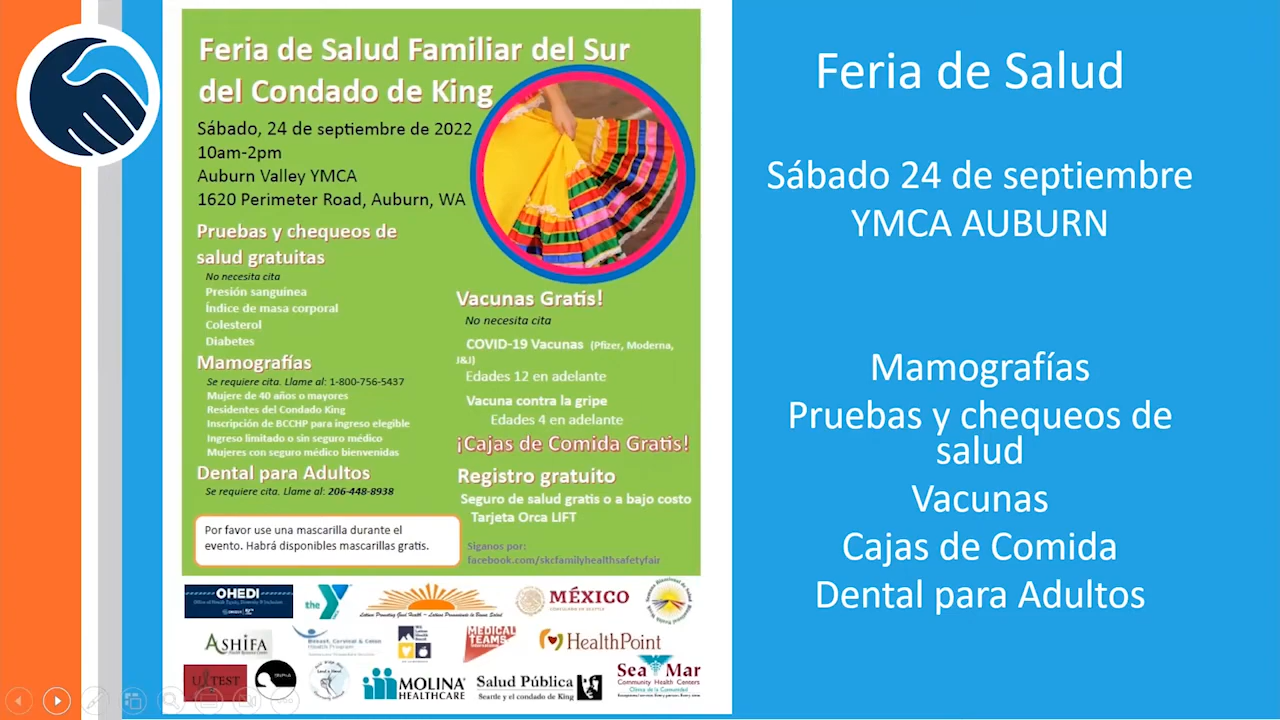 Feria de Salud Familiar del Sur
del Condado de King
Sábado, 24 de septiembre de 2022
10am-2pm
Auburn Valley YMCA
1620 Perimeter Road, Auburn, WA
Pruebas y chequeos de
salud gratuitas
No necesita cita
Presión sanguínea
Índice de masa corporal
Colesterol
Diabetes
Mamografías
Se requiere cita. Llame al: 1-800-756-5437
Mujere de 40 años o mayores
Residentes del Condado King
Inscripción de BCCHP para ingreso elegible
Ingreso limitado o sin seguro médico
Mujeres con seguro médico bienvenidas
Dental para Adultos
Se requiere cita. Llame al: 206-448-8938
Por favor use una mascarilla durante el
evento. Habrá disponibles mascarillas gratis.
Vacunas Gratis!
No necesita cita
COVID-19 Vacunas (Pfizer, Moderna,
J&J)
Edades 12 en adelante
Vacuna contra la gripe
Edades 4 en adelante
¡Cajas de Comida Gratis!
Registro gratuito
Seguro de salud gratis o a bajo costo
Tarjeta Orca LIFT
Síganos por:
facebook.com/skcfamilyhealthsafetyfair
OHEDI
the Y
MÉXICO
ASHIFA
MEDICAL
TEAMS
International
HealthPoint
MOLINA
HEALTHCARE
Salud Pública
Seattle y el condado de King
Sea Mar
Community Health Centers
Clínica de la Comunidad
Feria de Salud
Sábado 24 de septiembre
YMCA AUBURN
Mamografías
Pruebas y chequeos de
salud
Vacunas
Cajas de Comida
Dental para Adultos